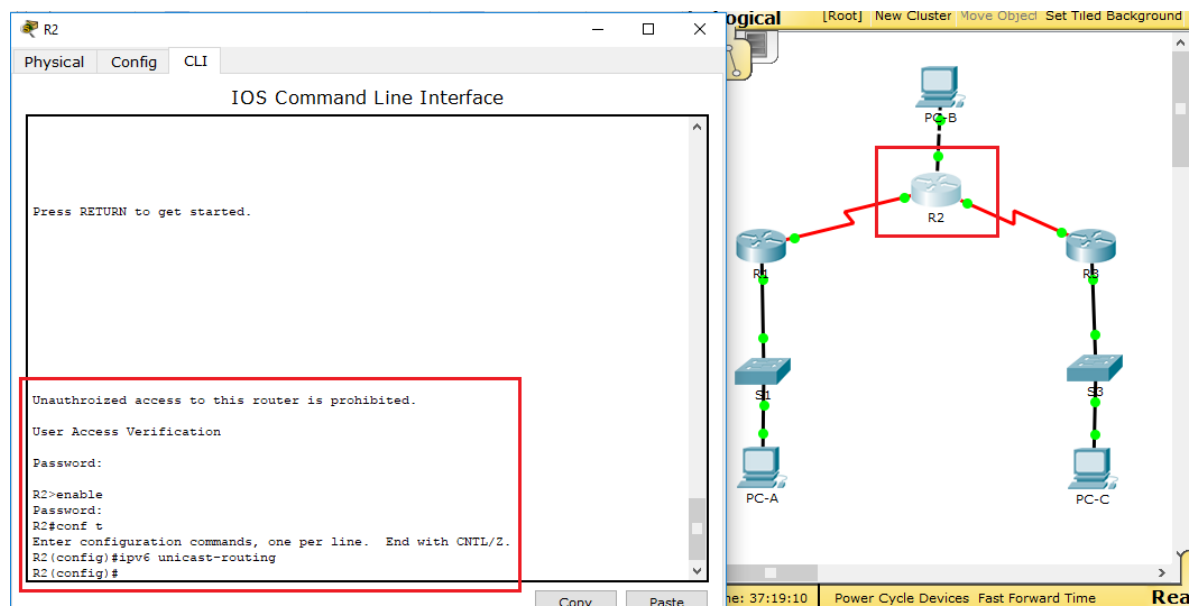 R2
Physical Config CLI
IOS Command Line Interface
Press RETURN to get started.
Unauthroized access to this router is prohibited.
User Access Verification
Password:
R2>enable
Password:
R2#conf t
Enter configuration commands, one per line.  End with CNTL/Z.
R2(config)#ipv6 unicast-routing
R2(config)#
Copy Paste
[Root] New Cluster Move Object Set Tiled Background
PC-B
R2
R1
R3
S1
S3
PC-A
PC-C
37:19:10 Power Cycle Devices Fast Forward Time